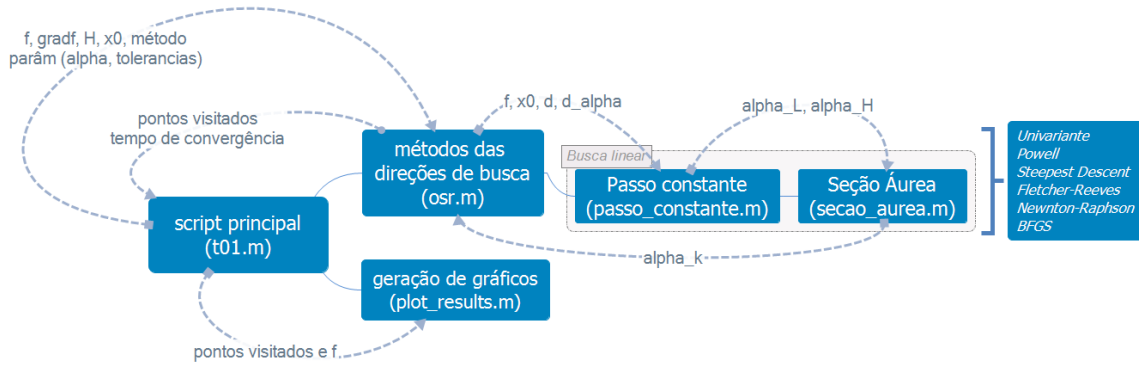 f, gradf, H, x0, método
parâm (alpha, tolerancias)
pontos visitados
tempo de convergência
script principal
(t01.m)
métodos das
direções de busca
(osr.m)
f, x0, d, d_alpha
alpha_L, alpha_H
Busca linear
Passo constante
(passo_constante.m)
Seção Áurea
(secao_aurea.m)
alpha_k
geração de gráficos
(plot_results.m)
pontos visitados e f
Univariante
Powell
Steepest Descent
Fletcher-Reeves
Newnton-Raphson
BFGS